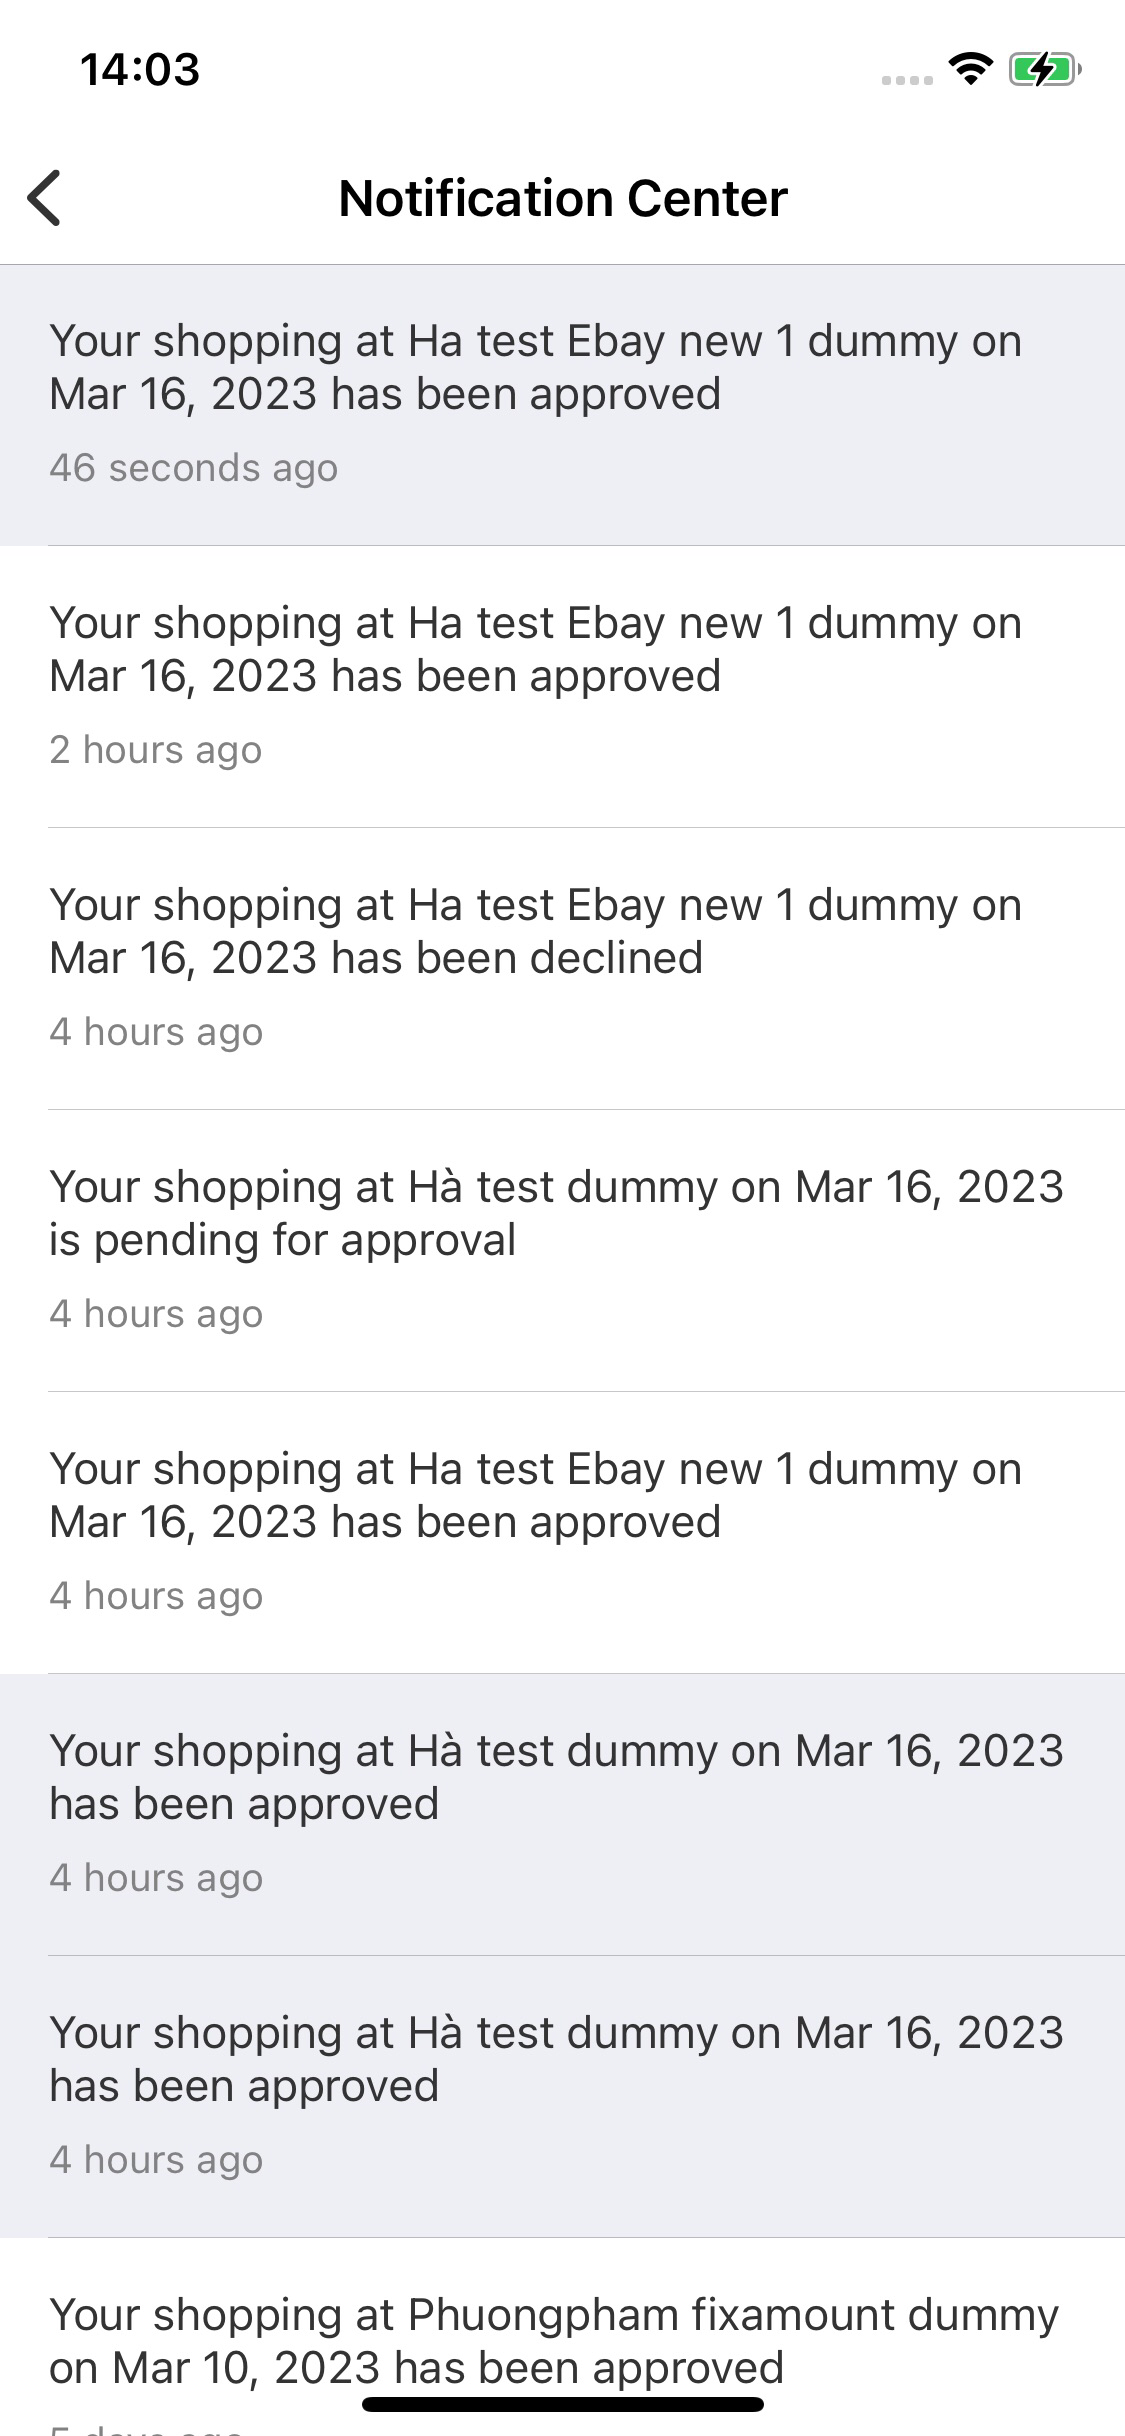 14:03
Notification Center
Your shopping at Ha test Ebay new 1 dummy on
Mar 16, 2023 has been approved
46 seconds ago
Your shopping at Ha test Ebay new 1 dummy on
Mar 16, 2023 has been approved
2 hours ago
Your shopping at Ha test Ebay new 1 dummy on
Mar 16, 2023 has been declined
4 hours ago
Your shopping at Hà test dummy on Mar 16, 2023
is pending for approval
4 hours ago
Your shopping at Ha test Ebay new 1 dummy on
Mar 16, 2023 has been approved
4 hours ago
Your shopping at Hà test dummy on Mar 16, 2023
has been approved
4 hours ago
Your shopping at Hà test dummy on Mar 16, 2023
has been approved
4 hours ago
Your shopping at Phuongpham fixamount dummy
on Mar 10, 2023 has been approved
5 days ago